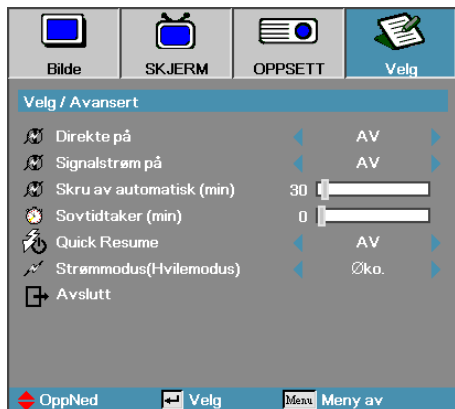 Bilde SKJERM OPPSETT Velg
Velg / Avansert
Direkte på AV
Signalstrøm på AV
Skru av automatisk (min) 30
Sovtidtaker (min) 0
Quick Resume AV
Strømmodus(Hvilemodus) Øko.
Avslutt
OppNed Velg Menu Meny av